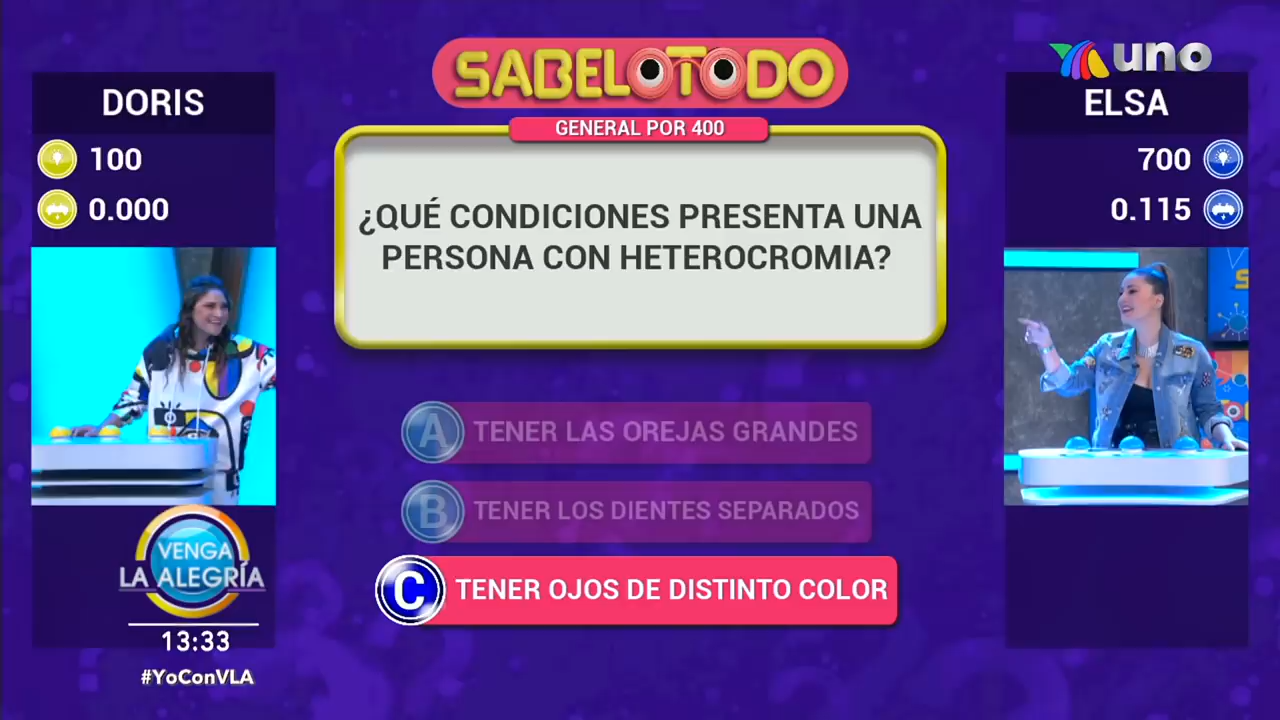 SABELOTODO
GENERAL POR 400
uno
DORIS
100
0.000
ELSA
700
0.115
¿QUÉ CONDICIONES PRESENTA UNA
PERSONA CON HETEROCROMIA?
A TENER LAS OREJAS GRANDES
B TENER LOS DIENTES SEPARADOS
C TENER OJOS DE DISTINTO COLOR
VENGA
LA ALEGRÍA
13:33
#YoConVLA